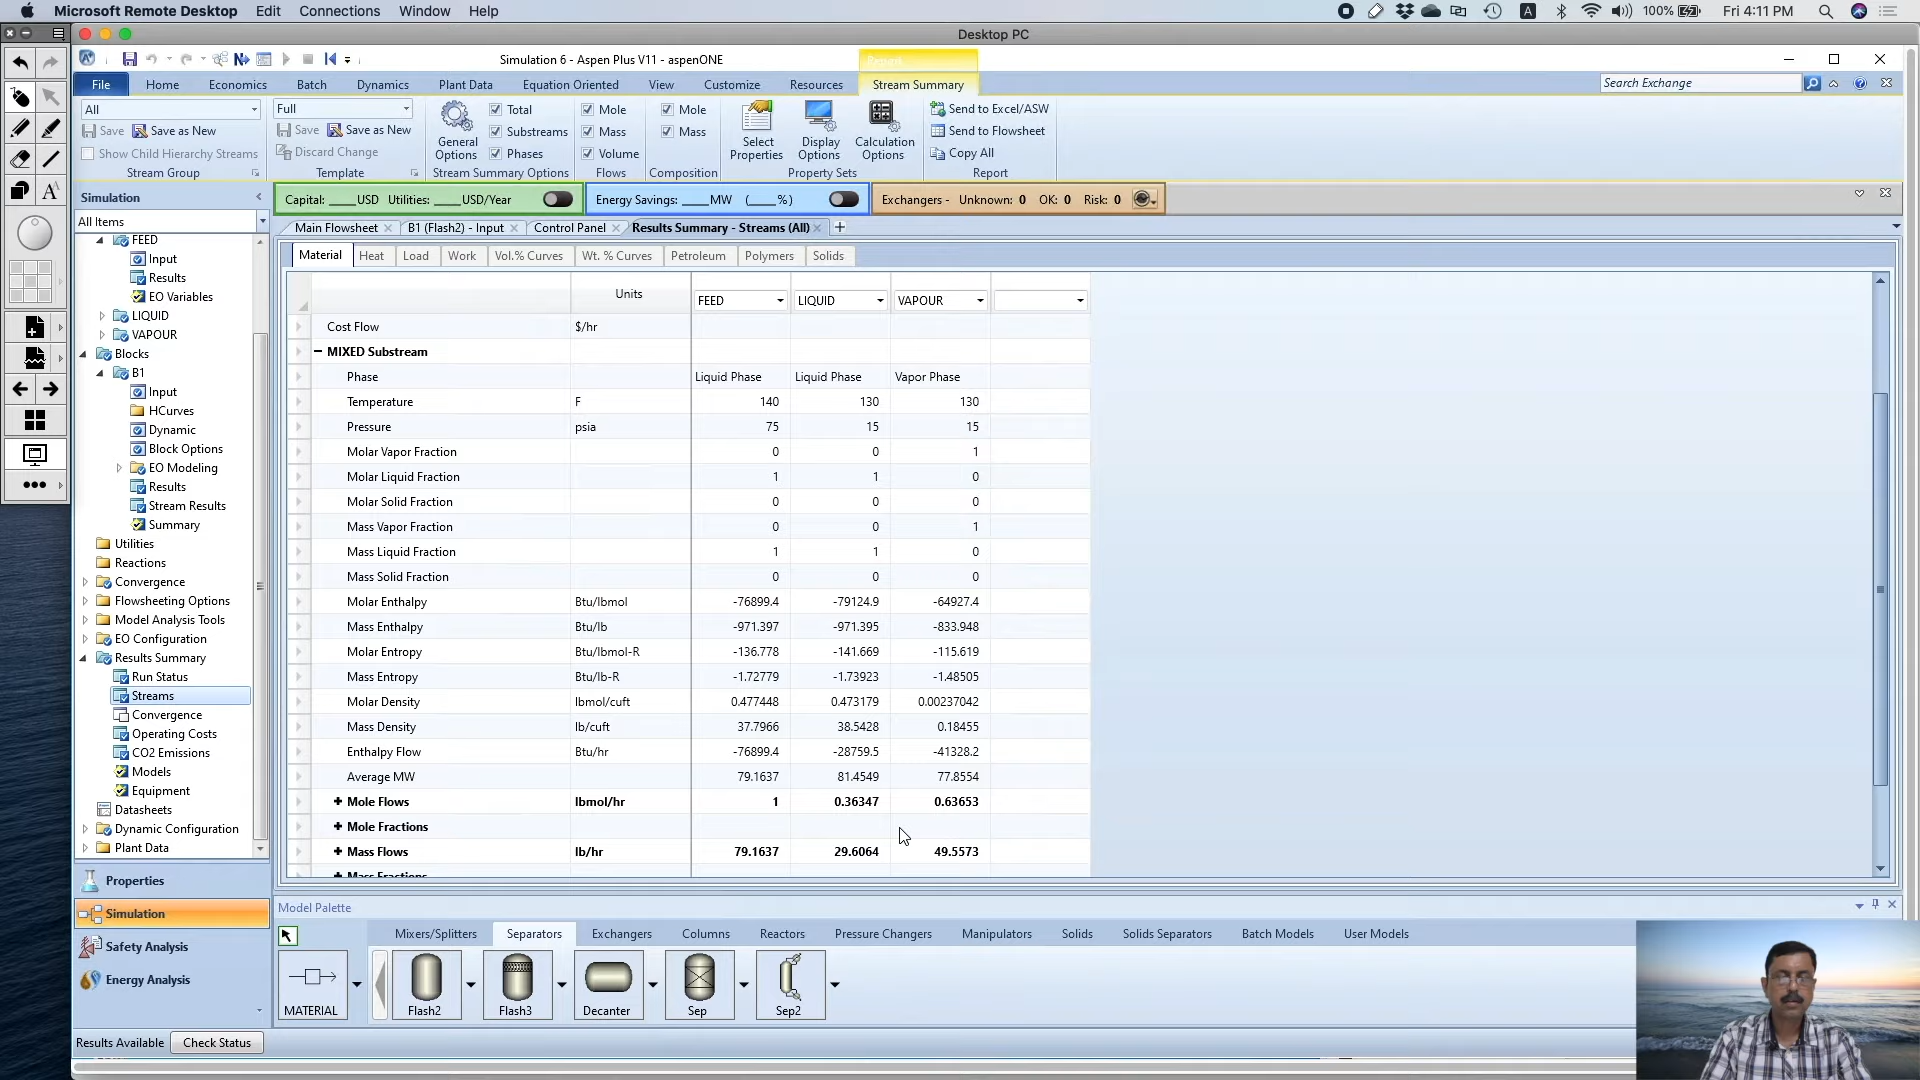 Microsoft Remote Desktop Edit Connections Window Help
A 100% Fri 4:11 PM
Desktop PC
Simulation 6 - Aspen Plus V11 - aspenONE
File Home Economics Batch Dynamics Plant Data Equation Oriented View Customize Resources Stream Summary Search Exchange
All Full Total Mole Mole Send to Excel/ASW
Save Save as New Save Save as New General Options Substreams Mass Mass Select Properties Display Options Calculation Options Send to Flowsheet
Show Child Hierarchy Streams Discard Change Phases Volume Copy All
Stream Group Template Stream Summary Options Flows Composition Property Sets Report
Simulation
Capital: ____USD Utilities: ____USD/Year Energy Savings: ____MW (____%) Exchangers - Unknown: 0 OK: 0 Risk: 0
All Items
Main Flowsheet B1 (Flash2) - Input Control Panel Results Summary - Streams (All) +
Material Heat Load Work Vol.% Curves Wt. % Curves Petroleum Polymers Solids
FEED
Input
Results
EO Variables
LIQUID
VAPOUR
Blocks
B1
Input
HCurves
Dynamic
Block Options
EO Modeling
Results
Stream Results
Summary
Utilities
Reactions
Convergence
Flowsheeting Options
Model Analysis Tools
EO Configuration
Results Summary
Run Status
Streams
Convergence
Operating Costs
CO2 Emissions
Models
Equipment
Datasheets
Dynamic Configuration
Plant Data
Properties
Simulation
Safety Analysis
Energy Analysis
Units FEED LIQUID VAPOUR
Cost Flow $/hr
− MIXED Substream
Phase Liquid Phase Liquid Phase Vapor Phase
Temperature F 140 130 130
Pressure psia 75 15 15
Molar Vapor Fraction 0 0 1
Molar Liquid Fraction 1 1 0
Molar Solid Fraction 0 0 0
Mass Vapor Fraction 0 0 1
Mass Liquid Fraction 1 1 0
Mass Solid Fraction 0 0 0
Molar Enthalpy Btu/lbmol -76899.4 -79124.9 -64927.4
Mass Enthalpy Btu/lb -971.397 -971.395 -833.948
Molar Entropy Btu/lbmol-R -136.778 -141.669 -115.619
Mass Entropy Btu/lb-R -1.72779 -1.73923 -1.48505
Molar Density lbmol/cuft 0.477448 0.473179 0.00237042
Mass Density lb/cuft 37.7966 38.5428 0.18455
Enthalpy Flow Btu/hr -76899.4 -28759.5 -41328.2
Average MW 79.1637 81.4549 77.8554
+ Mole Flows lbmol/hr 1 0.36347 0.63653
+ Mole Fractions
+ Mass Flows lb/hr 79.1637 29.6064 49.5573
+ Mass Fractions
Model Palette
Mixers/Splitters Separators Exchangers Columns Reactors Pressure Changers Manipulators Solids Solids Separators Batch Models User Models
MATERIAL Flash2 Flash3 Decanter Sep Sep2
Results Available Check Status